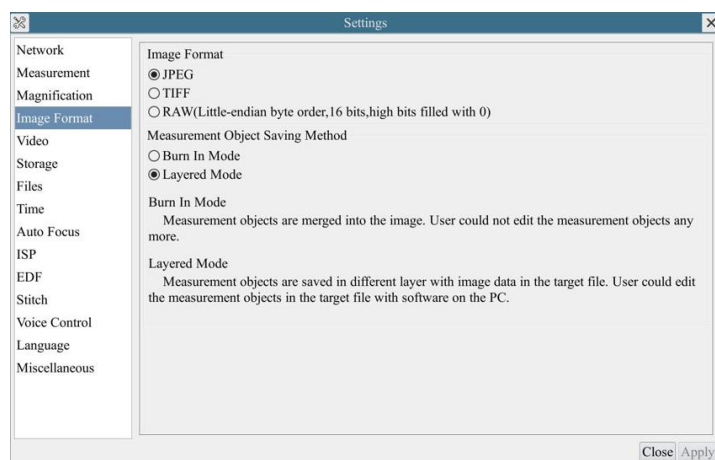 Settings
Network
Measurement
Magnification
Image Format
Video
Storage
Files
Time
Auto Focus
ISP
EDF
Stitch
Voice Control
Language
Miscellaneous
Image Format
JPEG
TIFF
RAW(Little-endian byte order,16 bits,high bits filled with 0)
Measurement Object Saving Method
Burn In Mode
Layered Mode
Burn In Mode
Measurement objects are merged into the image. User could not edit the measurement objects any
more.
Layered Mode
Measurement objects are saved in different layer with image data in the target file. User could edit
the measurement objects in the target file with software on the PC.
Close Apply